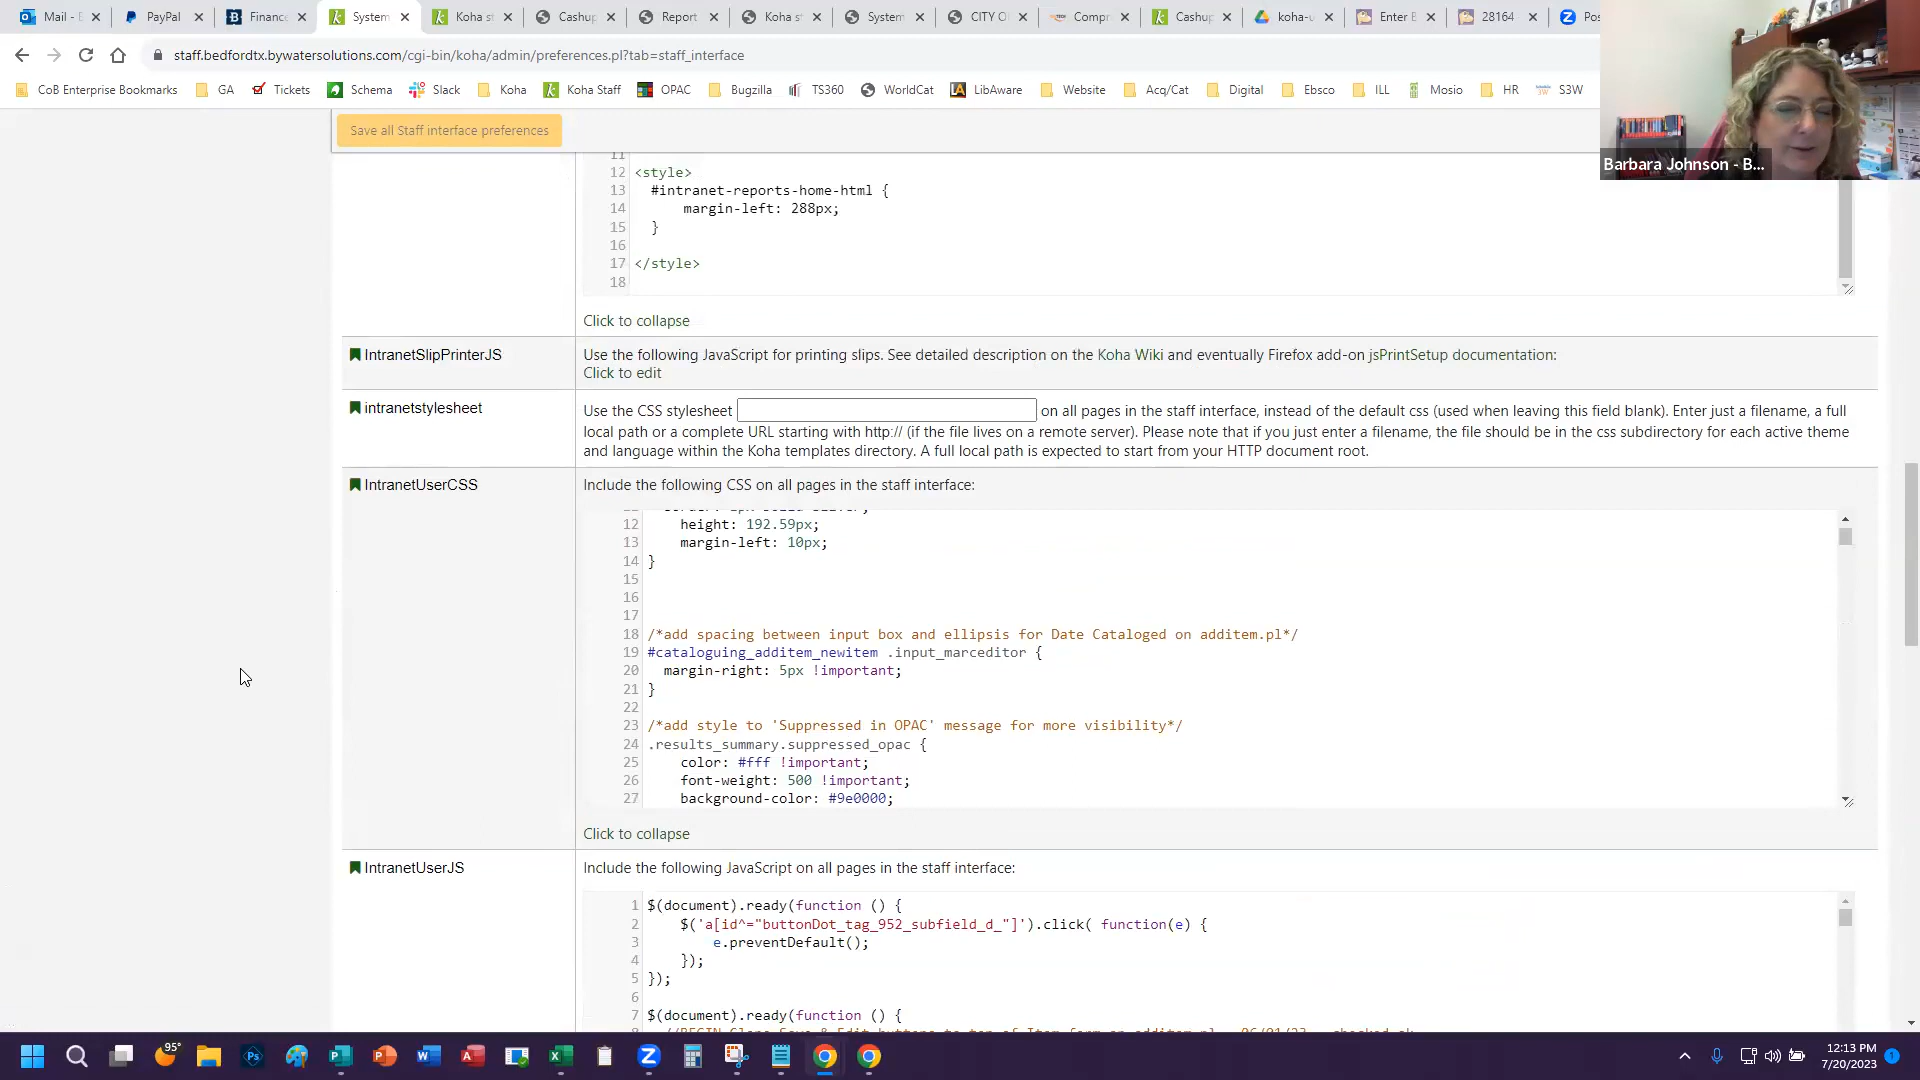 Mail - E
PayPal
Finance
System
Koha st
Cashup
Report
Koha st
System
CITY O
Compr
Cashup
koha-u
Enter B
28164
Pos
staff.bedfordtx.bywatersolutions.com/cgi-bin/koha/admin/preferences.pl?tab=staff_interface
CoB Enterprise Bookmarks
GA
Tickets
Schema
Slack
Koha
Koha Staff
OPAC
Bugzilla
TS360
WorldCat
LibAware
Website
Acq/Cat
Digital
Ebsco
ILL
Mosio
HR
S3W
Save all Staff interface preferences
Barbara Johnson - B...
11
12 <style>
13 #intranet-reports-home-html {
14 margin-left: 288px;
15 }
16
17 </style>
18
Click to collapse
IntranetSlipPrinterJS
Use the following JavaScript for printing slips. See detailed description on the Koha Wiki and eventually Firefox add-on jsPrintSetup documentation:
Click to edit
intranetstylesheet
Use the CSS stylesheet on all pages in the staff interface, instead of the default css (used when leaving this field blank). Enter just a filename, a full
local path or a complete URL starting with http:// (if the file lives on a remote server). Please note that if you just enter a filename, the file should be in the css subdirectory for each active theme
and language within the Koha templates directory. A full local path is expected to start from your HTTP document root.
IntranetUserCSS
Include the following CSS on all pages in the staff interface:
12 height: 192.59px;
13 margin-left: 10px;
14 }
15
16
17
18 /*add spacing between input box and ellipsis for Date Cataloged on additem.pl*/
19 #cataloguing_additem_newitem .input_marceditor {
20 margin-right: 5px !important;
21 }
22
23 /*add style to 'Suppressed in OPAC' message for more visibility*/
24 .results_summary.suppressed_opac {
25 color: #fff !important;
26 font-weight: 500 !important;
27 background-color: #9e0000;
Click to collapse
IntranetUserJS
Include the following JavaScript on all pages in the staff interface:
1 $(document).ready(function () {
2 $('a[id^="buttonDot_tag_952_subfield_d_"]').click( function(e) {
3 e.preventDefault();
4 });
5 });
6
7 $(document).ready(function () {
95°
12:13 PM
7/20/2023